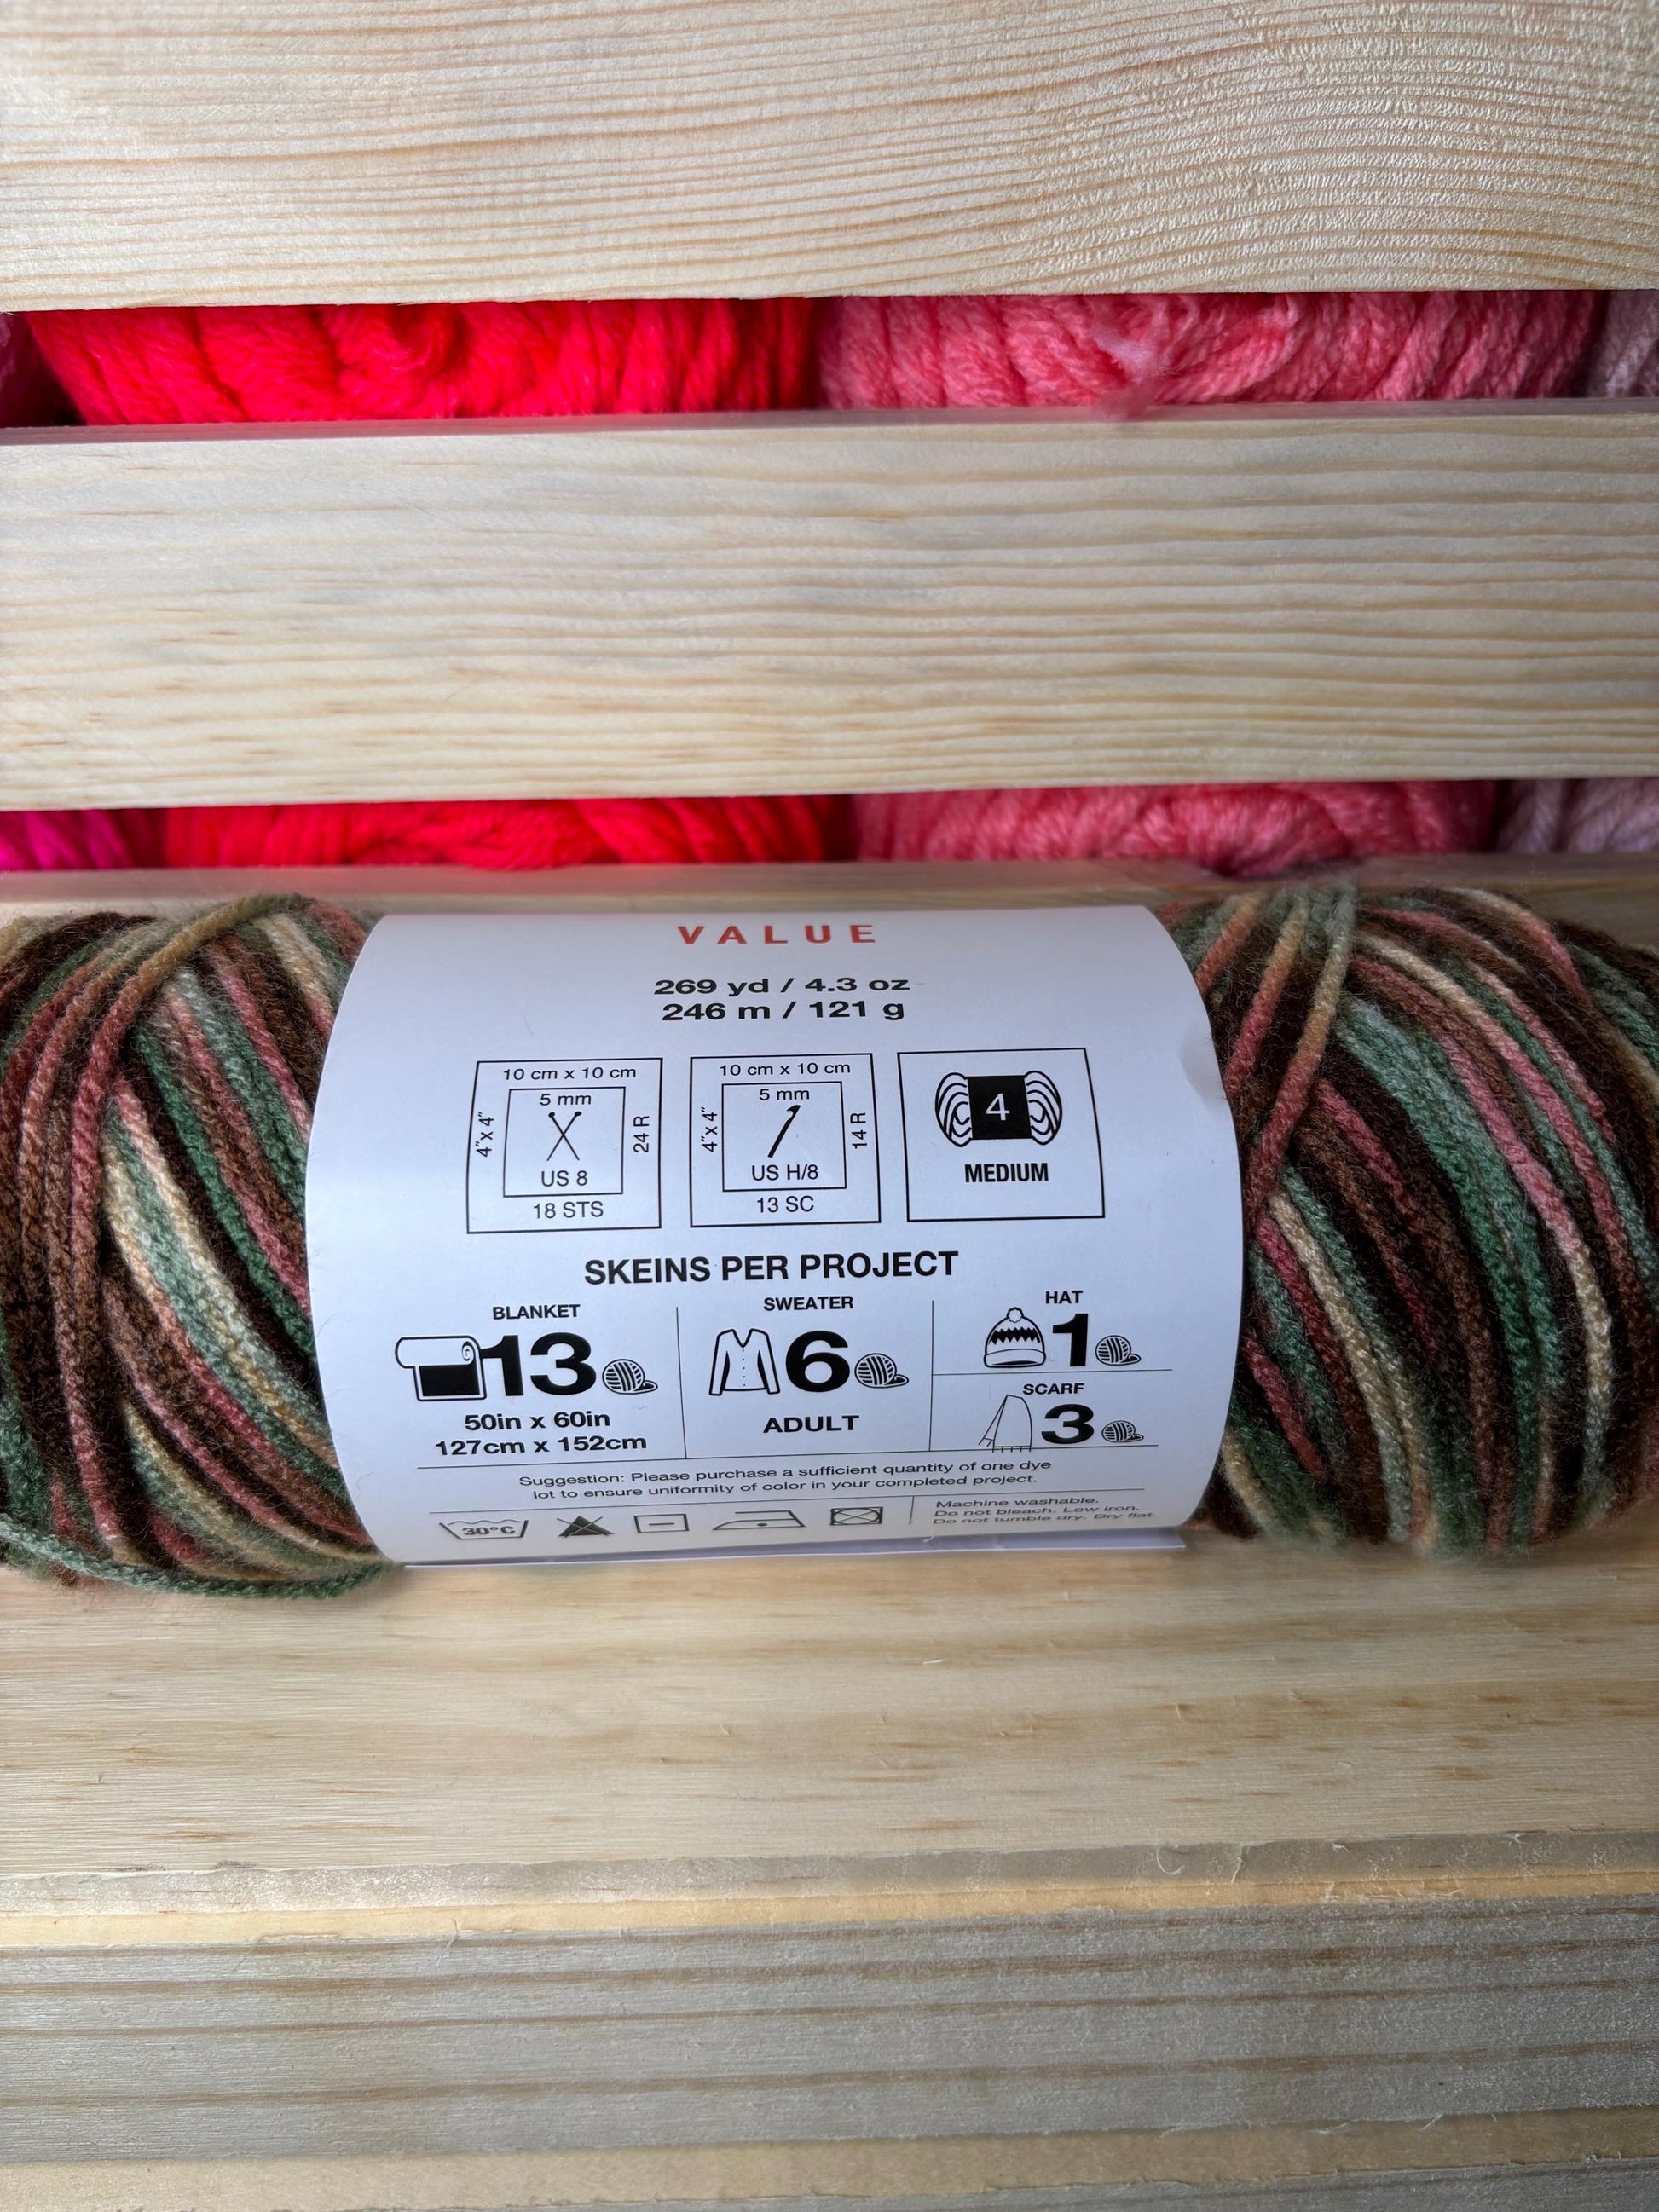 VALUE
269 yd / 4.3 oz
246 m / 121 g
10 cm x 10 cm
4"x 4"
5 mm
US 8
24 R
18 STS
10 cm x 10 cm
4"x 4"
5 mm
US H/8
14 R
13 SC
4
MEDIUM
SKEINS PER PROJECT
BLANKET
13
50in x 60in
127cm x 152cm
SWEATER
6
ADULT
HAT
1
SCARF
3
Suggestion: Please purchase a sufficient quantity of one dye
lot to ensure uniformity of color in your completed project.
30°C
Machine washable.
Do not bleach. Low iron.
Do not tumble dry. Dry flat.